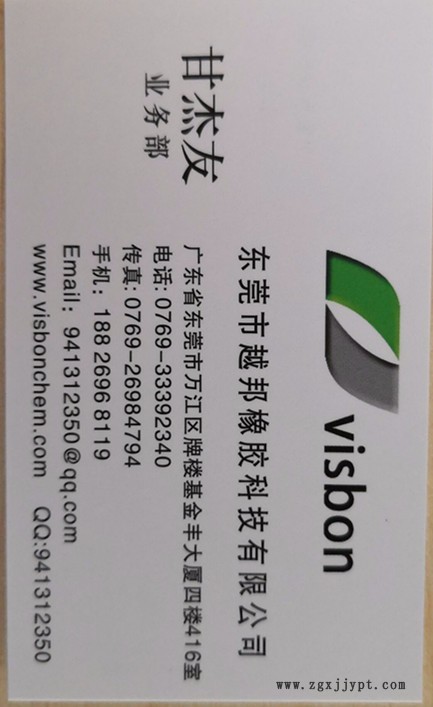 visbon
东莞市越邦橡胶科技有限公司
甘杰友
业务部
广东省东莞市万江区牌楼基金丰大厦四楼416室
电话:0769-33392340
传真:0769-26984794
手机：188 2696 8119
Email：941312350@qq.com
www.visbonchem.com QQ:941312350
www.zgxjjypt.com